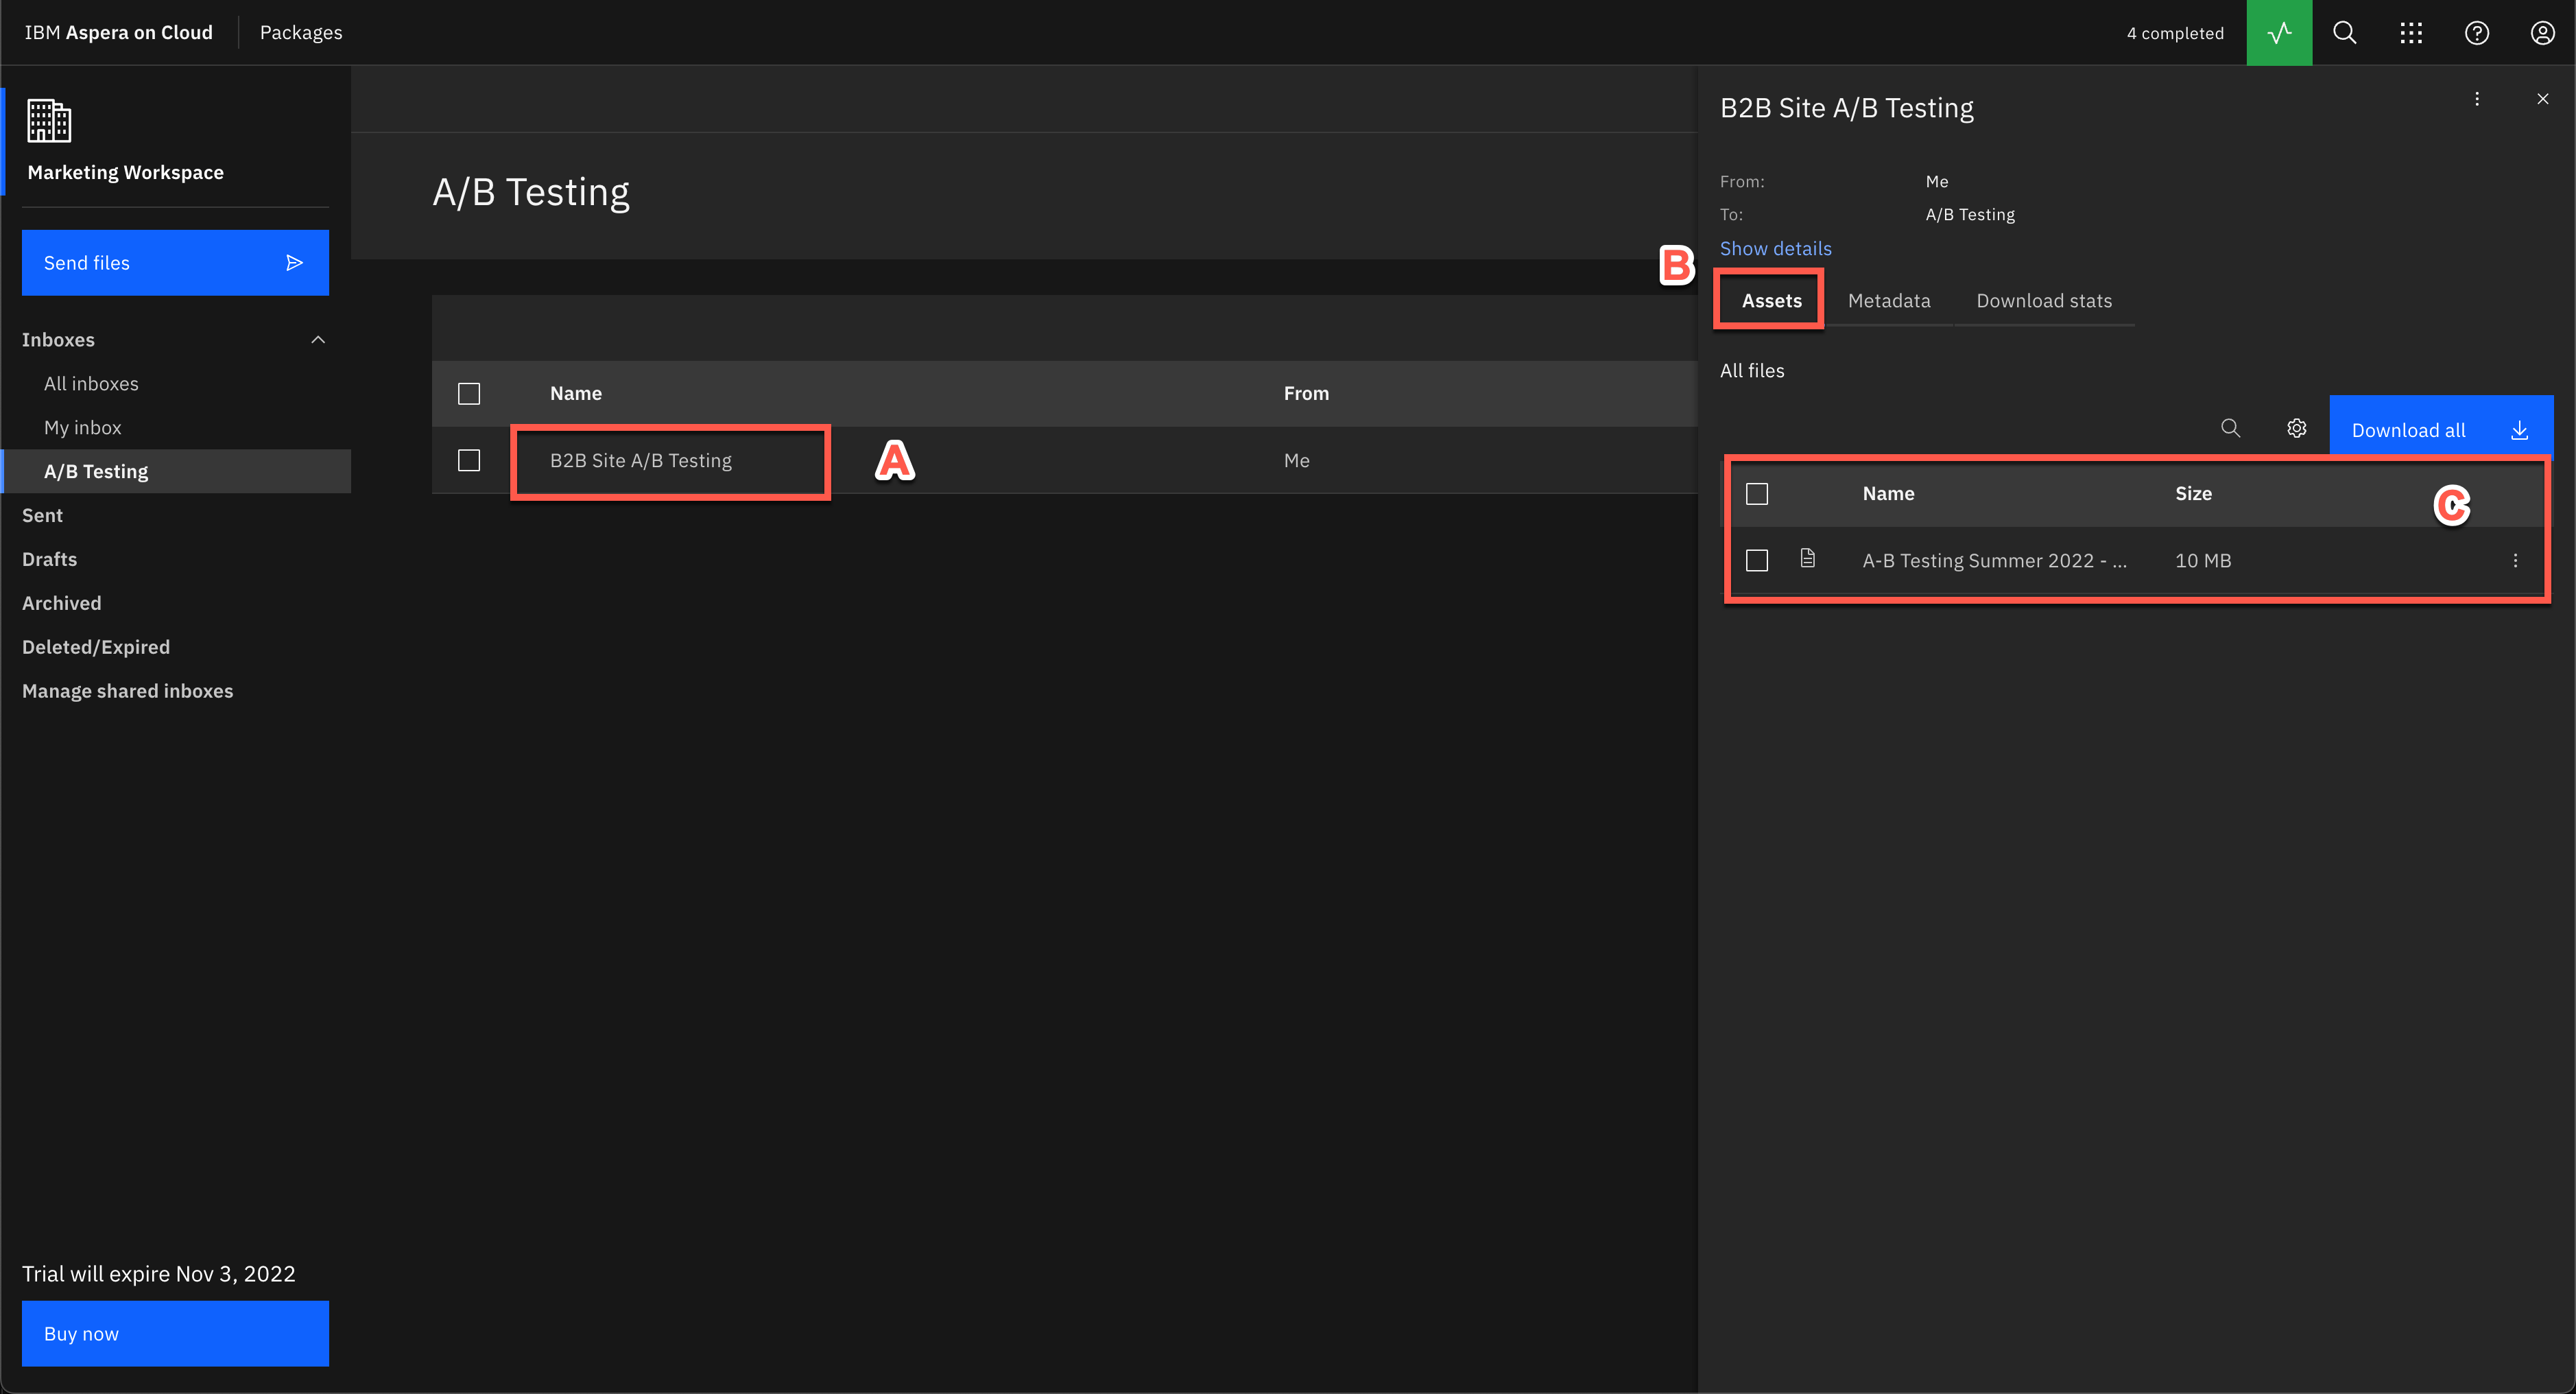 IBM Aspera on Cloud
Packages
4 completed
Marketing Workspace
Send files
Inboxes
All inboxes
My inbox
A/B Testing
Sent
Drafts
Archived
Deleted/Expired
Manage shared inboxes
Trial will expire Nov 3, 2022
Buy now
A/B Testing
Name From
B2B Site A/B Testing Me
A
B2B Site A/B Testing
From: Me
To: A/B Testing
Show details
B
Assets Metadata Download stats
All files
Download all
Name Size
C
A-B Testing Summer 2022 - ... 10 MB